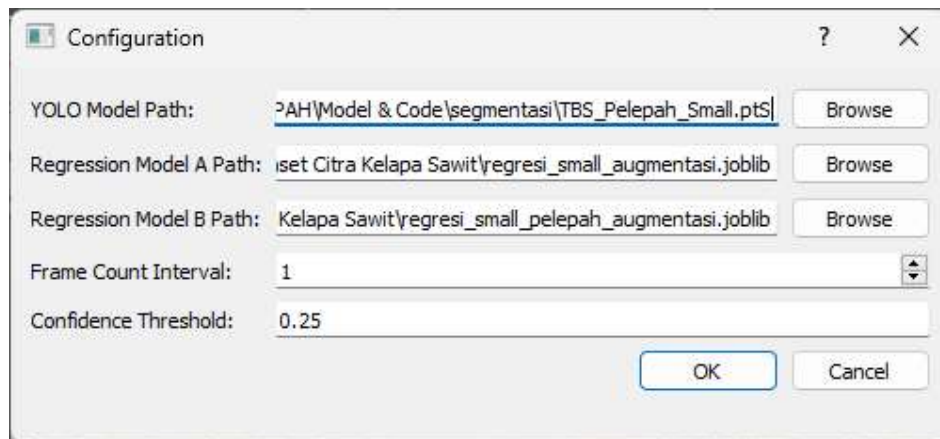 Configuration ? ×
YOLO Model Path: PAH\Model & Code\segmentasi\TBS_Pelepah_Small.ptS Browse
Regression Model A Path: set Citra Kelapa Sawit\regresi_small_augmentasi.joblib Browse
Regression Model B Path: Kelapa Sawit\regresi_small_pelepah_augmentasi.joblib Browse
Frame Count Interval: 1
Confidence Threshold: 0.25
OK Cancel